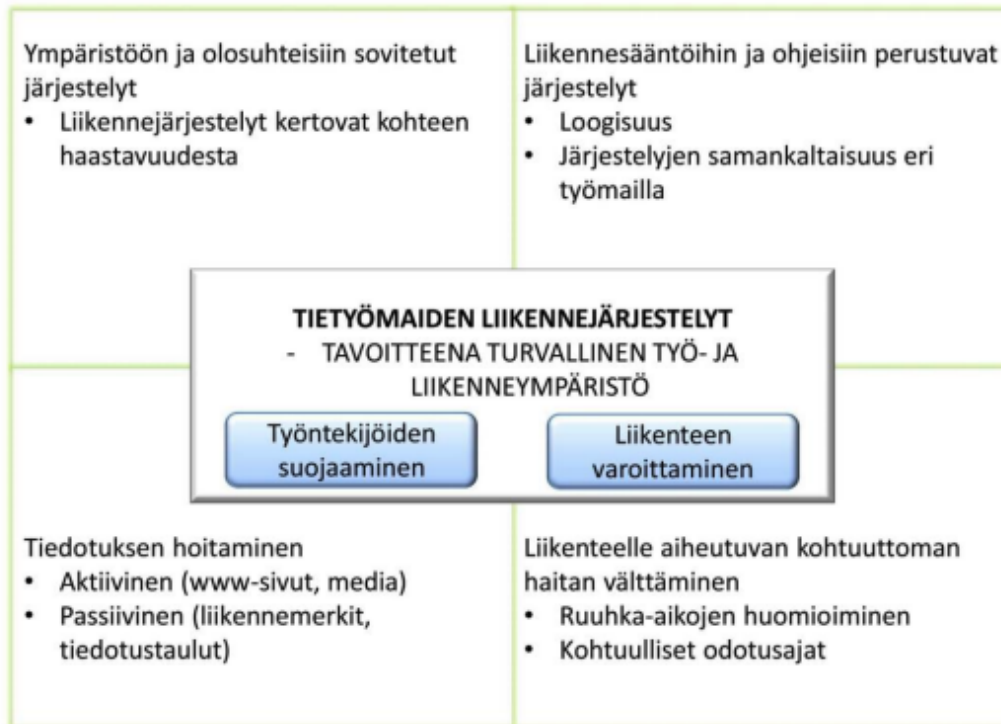 Ympäristöön ja olosuhteisiin sovitetut
järjestelyt
• Liikennejärjestelyt kertovat kohteen
haastavuudesta
Liikennesääntöihin ja ohjeisiin perustuvat
järjestelyt
• Loogisuus
• Järjestelyjen samankaltaisuus eri
työmailla
TIETYÖMAIDEN LIIKENNEJÄRJESTELYT
- TAVOITTEENA TURVALLINEN TYÖ- JA
LIIKENNEYMPÄRISTÖ
Työntekijöiden
suojaaminen
Liikenteen
varoittaminen
Tiedotuksen hoitaminen
• Aktiivinen (www-sivut, media)
• Passiivinen (liikennemerkit,
tiedotustaulut)
Liikenteelle aiheutuvan kohtuuttoman
haitan välttäminen
• Ruuhka-aikojen huomioiminen
• Kohtuulliset odotusajat